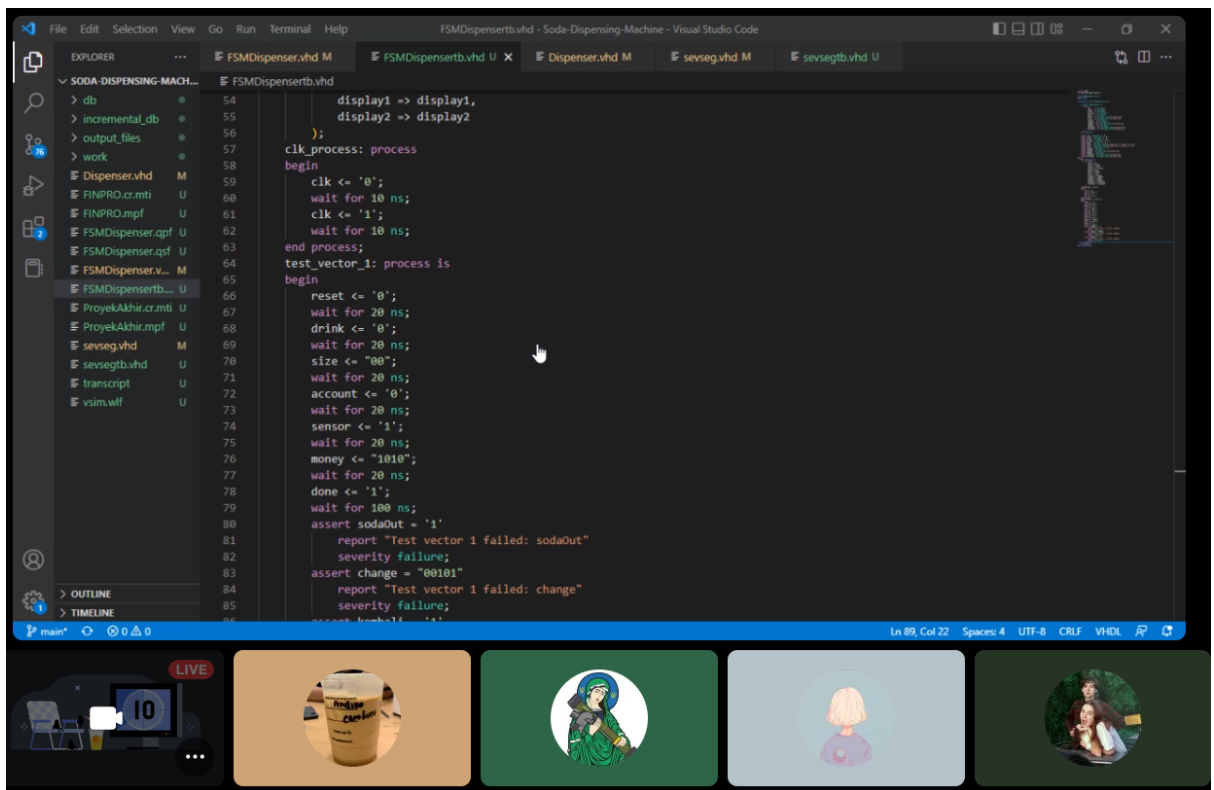 File Edit Selection View Go Run Terminal Help FSMDispensertb.vhd - Soda-Dispensing-Machine - Visual Studio Code
EXPLORER ...
FSMDispenser.vhd M FSMDispensertb.vhd U Dispenser.vhd M sevseg.vhd M sevsegtb.vhd U
SODA-DISPENSING-MACH...
FSMDispensertb.vhd
db
incremental_db
output_files
work
Dispenser.vhd M
FINPRO.cr.mti U
FINPRO.mpf U
FSMDispenser.qpf U
FSMDispenser.qsf U
FSMDispenser.v... M
FSMDispensertb.... U
ProyekAkhir.cr.mti U
ProyekAkhir.mpf U
sevseg.vhd M
sevsegtb.vhd U
transcript U
vsim.wlf U
76
2
1
OUTLINE
TIMELINE
54 display1 => display1,
55 display2 => display2
56 );
57 clk_process: process
58 begin
59 clk <= '0';
60 wait for 10 ns;
61 clk <= '1';
62 wait for 10 ns;
63 end process;
64 test_vector_1: process is
65 begin
66 reset <= '0';
67 wait for 20 ns;
68 drink <= '0';
69 wait for 20 ns;
70 size <= "00";
71 wait for 20 ns;
72 account <= '0';
73 wait for 20 ns;
74 sensor <= '1';
75 wait for 20 ns;
76 money <= "1010";
77 wait for 20 ns;
78 done <= '1';
79 wait for 100 ns;
80 assert sodaOut = '1'
81 report "Test vector 1 failed: sodaOut"
82 severity failure;
83 assert change = "00101"
84 report "Test vector 1 failed: change"
85 severity failure;
main* 0 0 Ln 89, Col 22 Spaces: 4 UTF-8 CRLF VHDL
LIVE
10